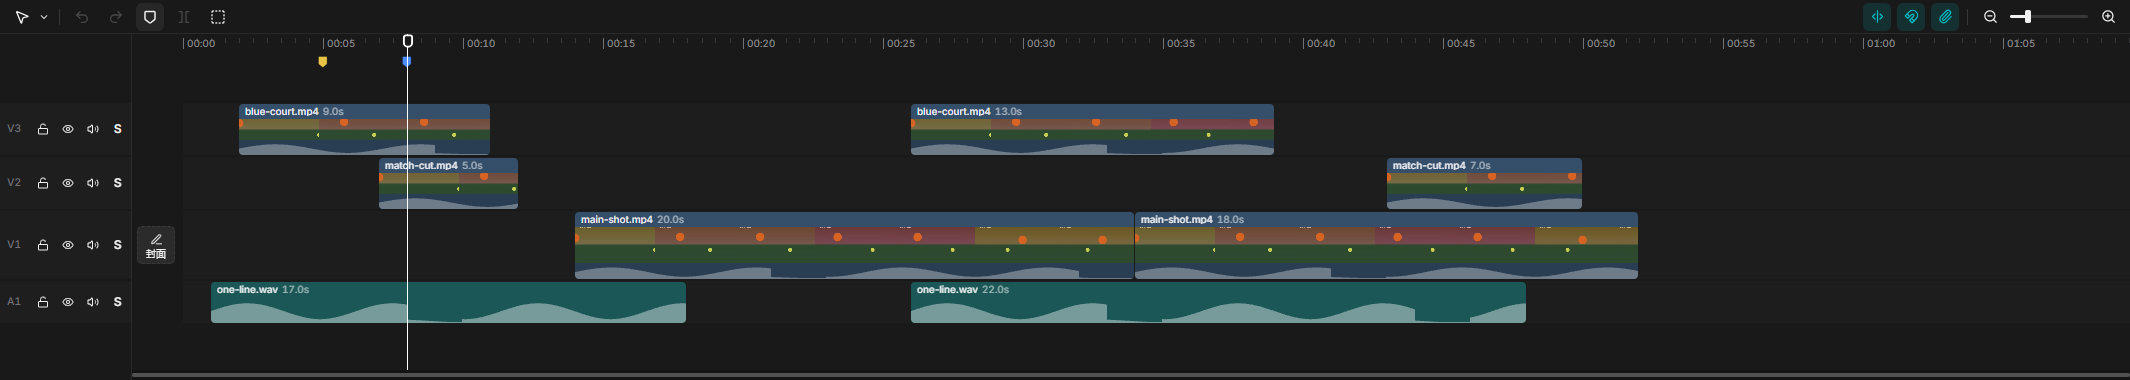 00:00 00:05 00:10 00:15 00:20 00:25 00:30 00:35 00:40 00:45 00:50 00:55 01:00 01:05
V3 S blue-court.mp4 9.0s blue-court.mp4 13.0s
V2 S match-cut.mp4 5.0s match-cut.mp4 7.0s
V1 S main-shot.mp4 20.0s main-shot.mp4 18.0s
封面
A1 S one-line.wav 17.0s one-line.wav 22.0s